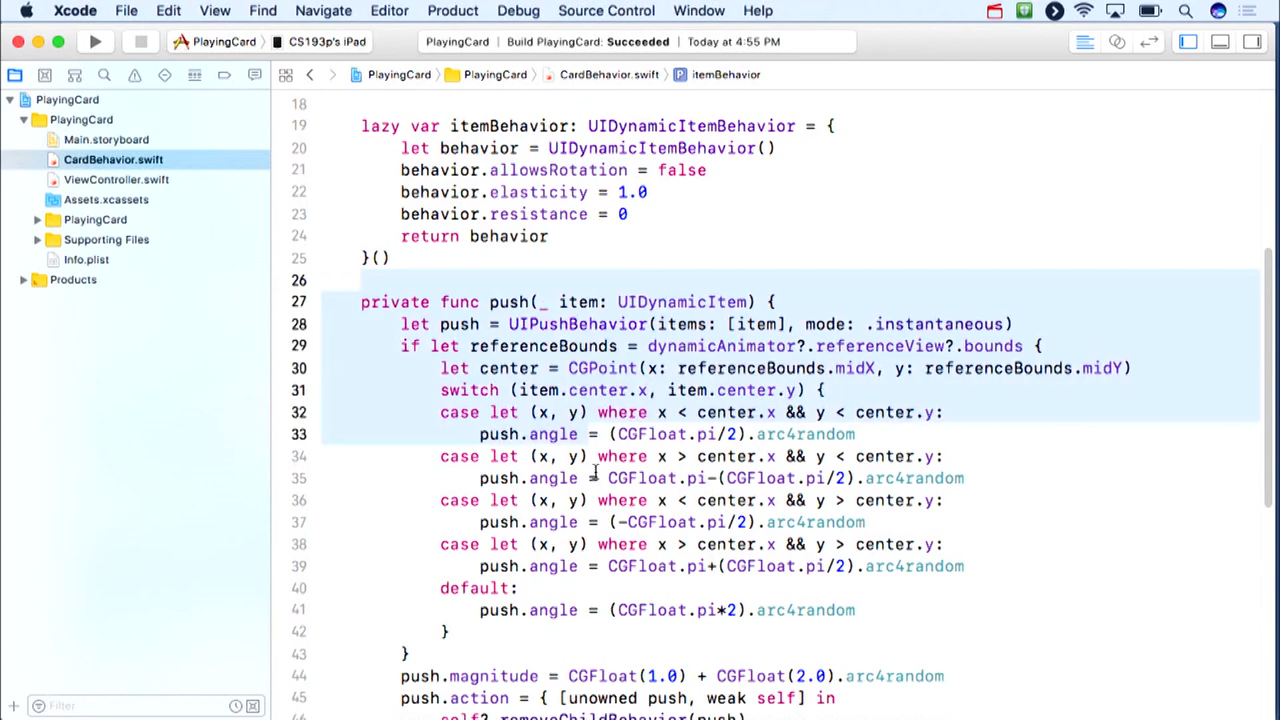 Xcode File Edit View Find Navigate Editor Product Debug Source Control Window Help
PlayingCard CS193p's iPad PlayingCard Build PlayingCard: Succeeded Today at 4:55 PM
PlayingCard PlayingCard CardBehavior.swift P itemBehavior
PlayingCard
PlayingCard
Main.storyboard
CardBehavior.swift
ViewController.swift
Assets.xcassets
PlayingCard
Supporting Files
Info.plist
Products
Filter
18
19 lazy var itemBehavior: UIDynamicItemBehavior = {
20 let behavior = UIDynamicItemBehavior()
21 behavior.allowsRotation = false
22 behavior.elasticity = 1.0
23 behavior.resistance = 0
24 return behavior
25 }()
26
27 private func push(_ item: UIDynamicItem) {
28 let push = UIPushBehavior(items: [item], mode: .instantaneous)
29 if let referenceBounds = dynamicAnimator?.referenceView?.bounds {
30 let center = CGPoint(x: referenceBounds.midX, y: referenceBounds.midY)
31 switch (item.center.x, item.center.y) {
32 case let (x, y) where x < center.x && y < center.y:
33 push.angle = (CGFloat.pi/2).arc4random
34 case let (x, y) where x > center.x && y < center.y:
35 push.angle = CGFloat.pi-(CGFloat.pi/2).arc4random
36 case let (x, y) where x < center.x && y > center.y:
37 push.angle = (-CGFloat.pi/2).arc4random
38 case let (x, y) where x > center.x && y > center.y:
39 push.angle = CGFloat.pi+(CGFloat.pi/2).arc4random
40 default:
41 push.angle = (CGFloat.pi*2).arc4random
42 }
43 }
44 push.magnitude = CGFloat(1.0) + CGFloat(2.0).arc4random
45 push.action = { [unowned push, weak self] in
46 self?.removeChildBehavior(push)